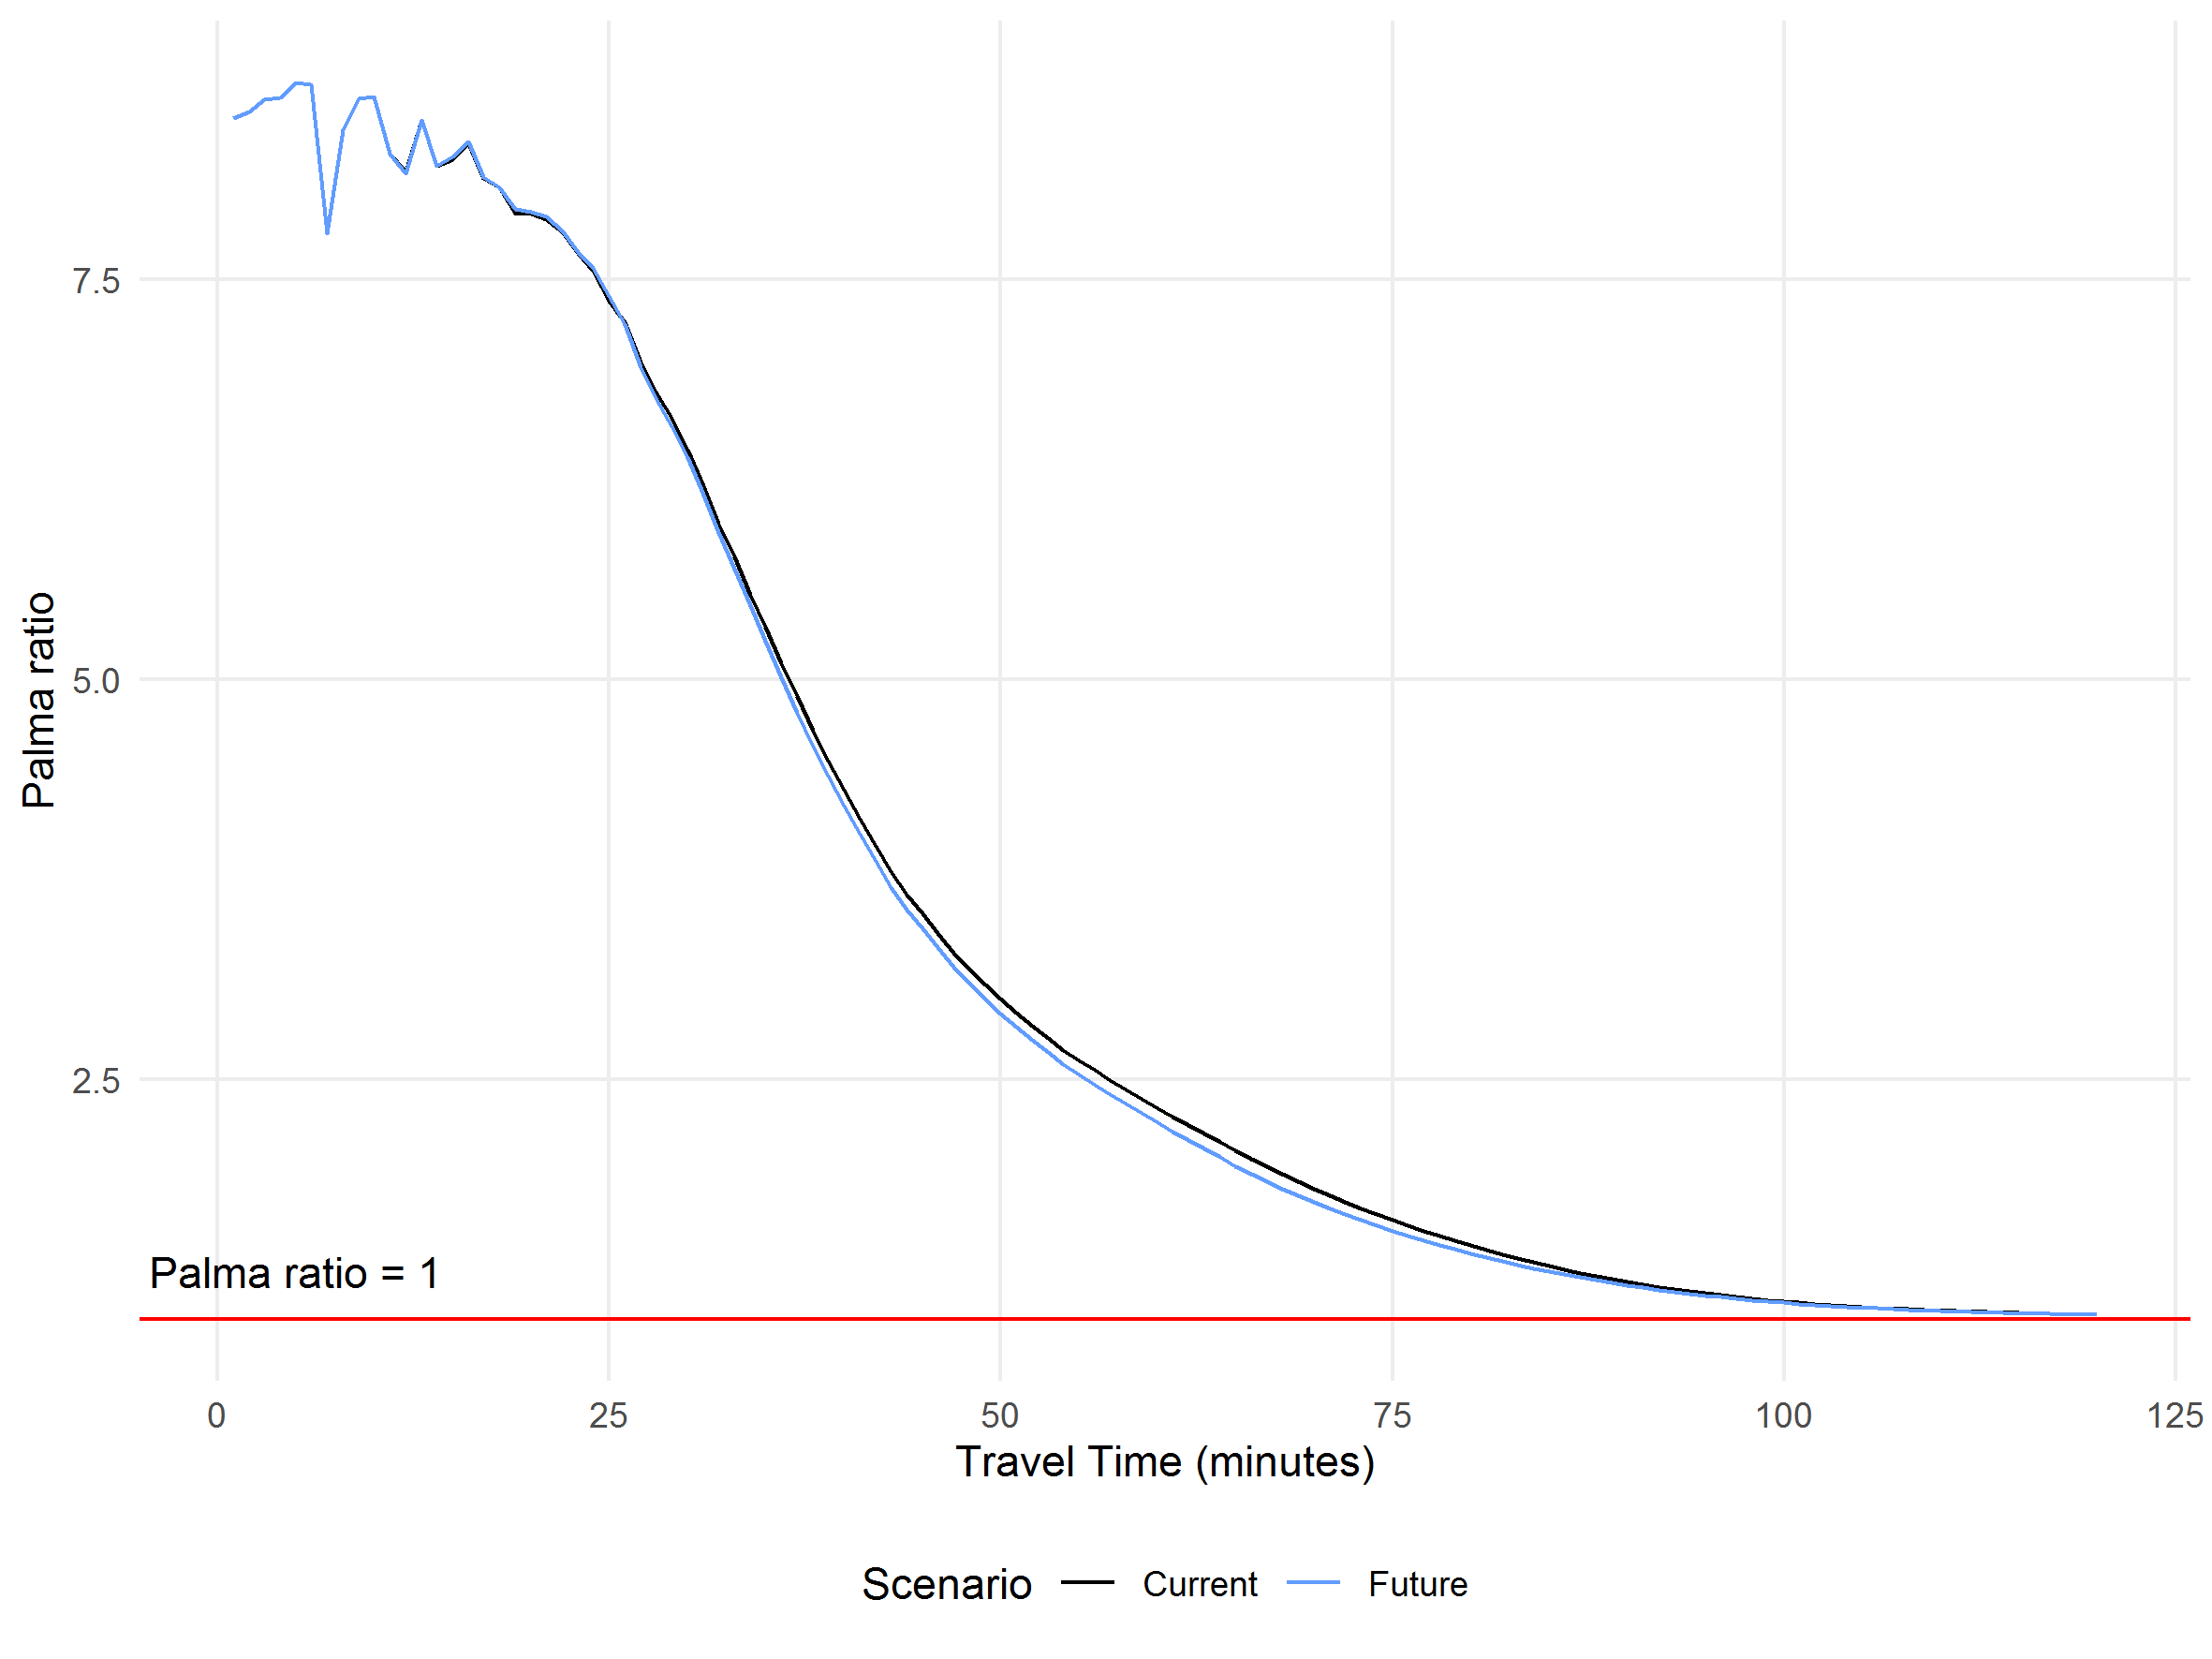 7.5
5.0
2.5
Palma ratio
Palma ratio = 1
0 25 50 75 100 125
Travel Time (minutes)
Scenario Current Future